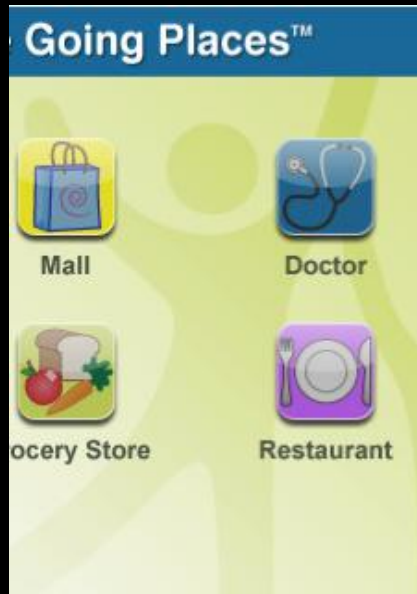 Going Places™
Mall
Doctor
ocery Store
Restaurant